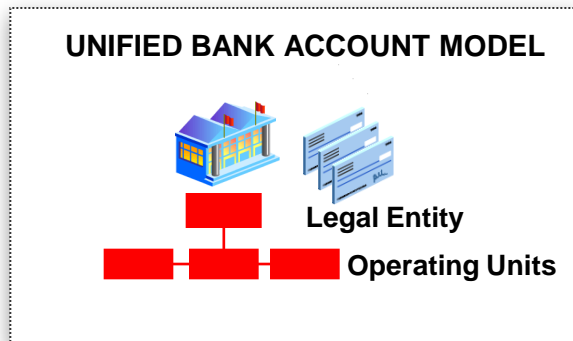 UNIFIED BANK ACCOUNT MODEL
Legal Entity
Operating Units